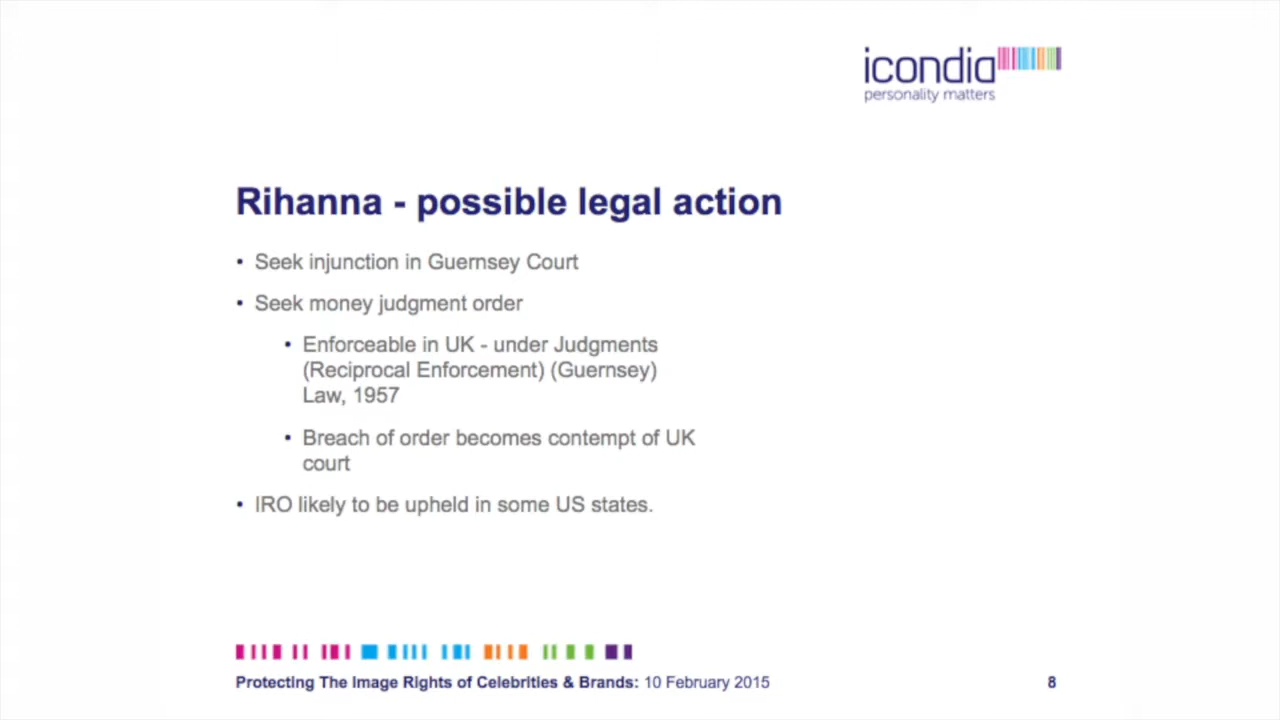 icondia
personality matters
Rihanna - possible legal action
• Seek injunction in Guernsey Court
• Seek money judgment order
• Enforceable in UK - under Judgments
(Reciprocal Enforcement) (Guernsey)
Law, 1957
• Breach of order becomes contempt of UK
court
• IRO likely to be upheld in some US states.
Protecting The Image Rights of Celebrities & Brands: 10 February 2015 8